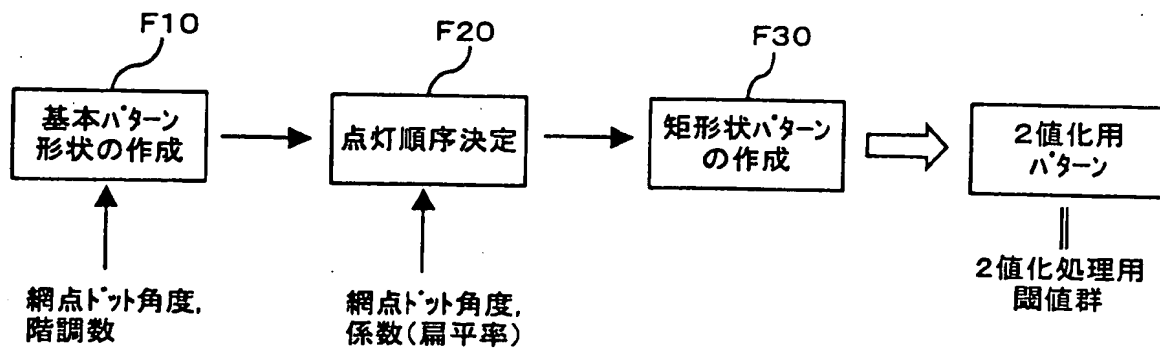 F10
F20
F30
基本パターン
形状の作成
点灯順序決定
矩形状パターン
の作成
2値化用
パターン
網点ドット角度,
階調数
網点ドット角度,
係数(扁平率)
2値化処理用
閾値群